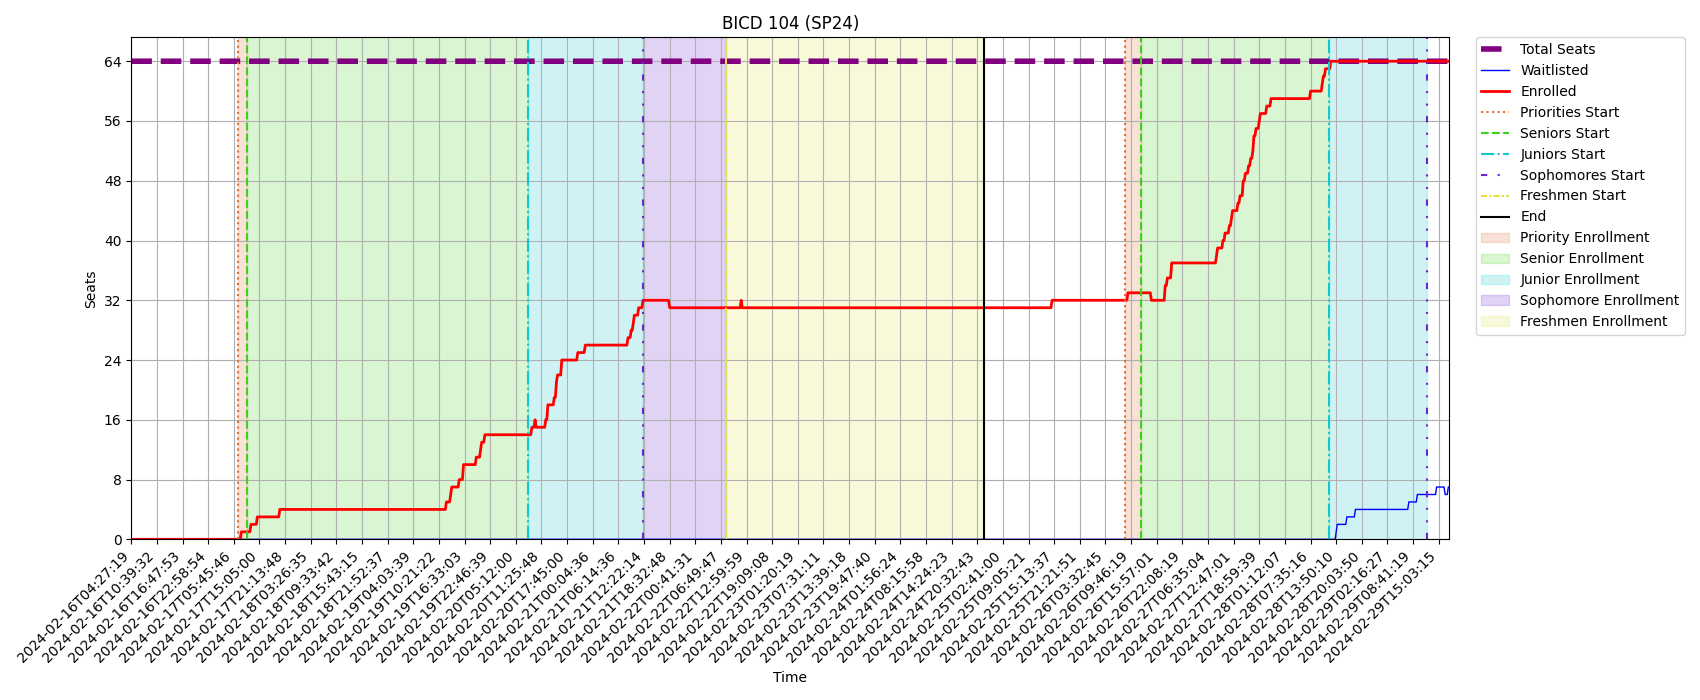 BICD 104 (SP24)
Seats
64
56
48
40
32
24
16
8
0
2024-02-16T04:27:19
2024-02-16T10:39:32
2024-02-16T16:47:53
2024-02-16T22:58:54
2024-02-17T05:45:46
2024-02-17T15:05:00
2024-02-17T21:13:48
2024-02-18T03:26:35
2024-02-18T09:33:42
2024-02-18T15:43:15
2024-02-18T21:52:37
2024-02-19T04:03:39
2024-02-19T10:21:22
2024-02-19T16:33:03
2024-02-19T22:46:39
2024-02-20T05:12:00
2024-02-20T11:25:48
2024-02-20T17:45:00
2024-02-21T00:04:36
2024-02-21T06:14:36
2024-02-21T12:22:14
2024-02-21T18:32:48
2024-02-22T00:41:31
2024-02-22T06:49:47
2024-02-22T12:59:59
2024-02-22T19:09:08
2024-02-23T01:20:19
2024-02-23T07:31:11
2024-02-23T13:39:18
2024-02-23T19:47:40
2024-02-24T01:56:24
2024-02-24T08:15:58
2024-02-24T14:24:23
2024-02-24T20:32:43
2024-02-25T02:41:00
2024-02-25T09:05:21
2024-02-25T15:13:37
2024-02-25T21:21:51
2024-02-26T03:32:45
2024-02-26T09:46:19
2024-02-26T15:57:01
2024-02-26T22:08:19
2024-02-27T06:35:04
2024-02-27T12:47:01
2024-02-27T18:59:39
2024-02-28T01:12:07
2024-02-28T07:35:16
2024-02-28T13:50:10
2024-02-28T20:03:50
2024-02-29T02:16:27
2024-02-29T08:41:19
2024-02-29T15:03:15
Time
Total Seats
Waitlisted
Enrolled
Priorities Start
Seniors Start
Juniors Start
Sophomores Start
Freshmen Start
End
Priority Enrollment
Senior Enrollment
Junior Enrollment
Sophomore Enrollment
Freshmen Enrollment